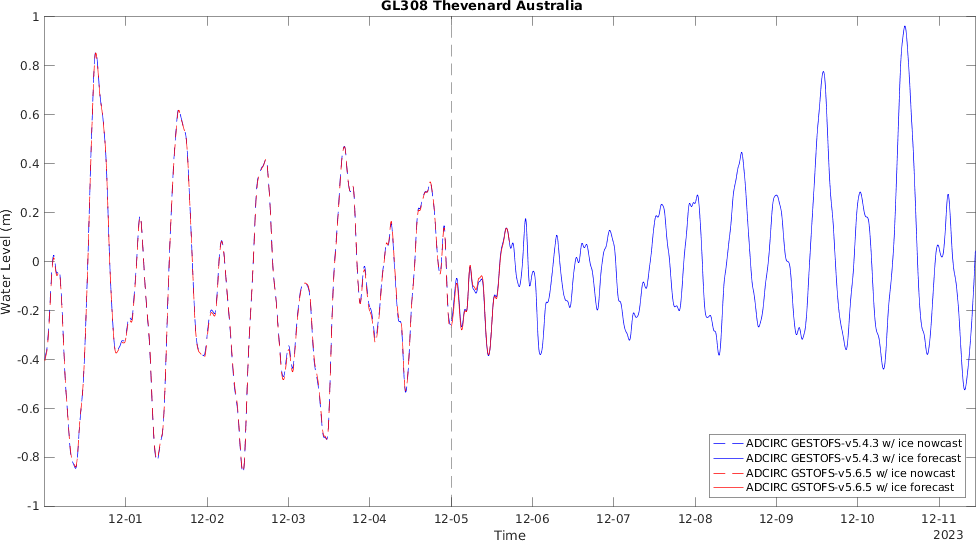 GL308 Thevenard Australia
1
0.8
0.6
0.4
0.2
0
-0.2
-0.4
-0.6
-0.8
-1
Water Level (m)
ADCIRC GESTOFS-v5.4.3 w/ ice nowcast
ADCIRC GESTOFS-v5.4.3 w/ ice forecast
ADCIRC GSTOFS-v5.6.5 w/ ice nowcast
ADCIRC GSTOFS-v5.6.5 w/ ice forecast
12-01 12-02 12-03 12-04 12-05 12-06 12-07 12-08 12-09 12-10 12-11
Time
2023